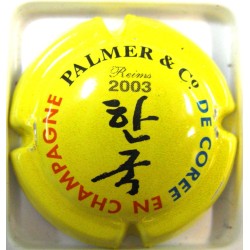 PALMER & Co
Reims
2003
한국
DE COREE EN CHAMPAGNE